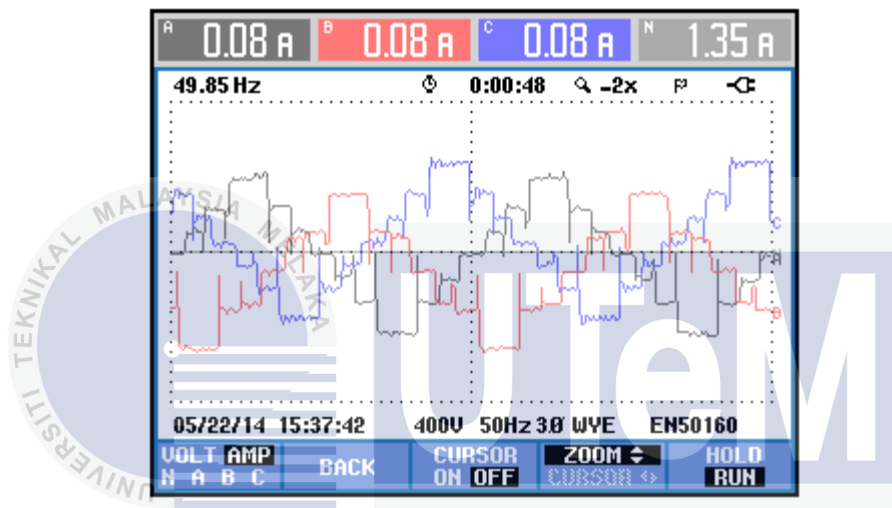 A 0.08 A B 0.08 A C 0.08 A N 1.35 A
49.85 Hz 0:00:48 -2x
C
B
05/22/14 15:37:42 400V 50Hz 3.0 WYE EN50160
VOLT AMP BACK CURSOR ZOOM HOLD
N A B C ON OFF CURSOR RUN
UNIVERSITI TEKNIKAL MALAYSIA MELAKA
UTeM